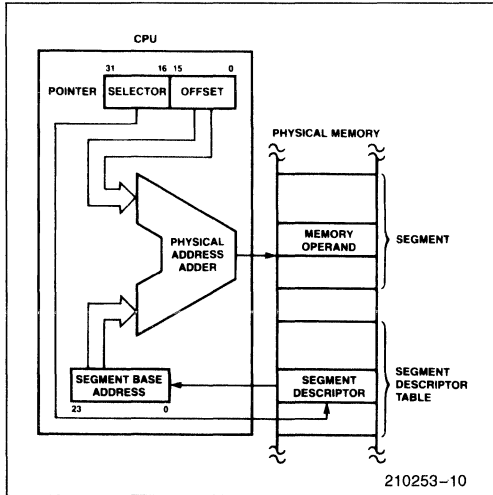 CPU
31 16 15 0
POINTER SELECTOR OFFSET
PHYSICAL MEMORY
MEMORY
OPERAND
SEGMENT
PHYSICAL
ADDRESS
ADDER
SEGMENT BASE
ADDRESS
23 0
SEGMENT
DESCRIPTOR
SEGMENT
DESCRIPTOR
TABLE
210253–10